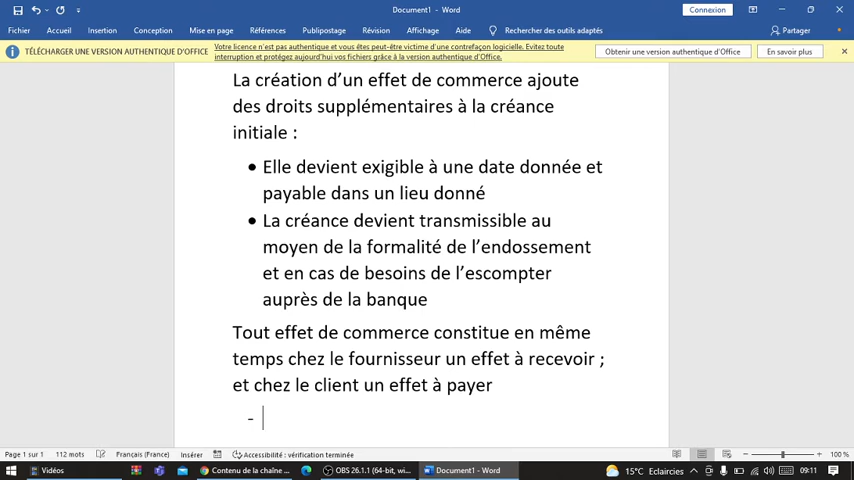 Document1 - Word
Connexion
Fichier Accueil Insertion Conception Mise en page Références Publipostage Révision Affichage Aide Rechercher des outils adaptés Partager
TÉLÉCHARGER UNE VERSION AUTHENTIQUE D'OFFICE Votre licence n'est pas authentique et vous êtes peut-être victime d'une contrefaçon logicielle. Evitez toute
interruption et protégez aujourd'hui vos fichiers grâce à la version authentique d'Office.
Obtenir une version authentique d'Office En savoir plus
La création d’un effet de commerce ajoute
des droits supplémentaires à la créance
initiale :
• Elle devient exigible à une date donnée et
payable dans un lieu donné
• La créance devient transmissible au
moyen de la formalité de l’endossement
et en cas de besoins de l’escompter
auprès de la banque
Tout effet de commerce constitue en même
temps chez le fournisseur un effet à recevoir ;
et chez le client un effet à payer
-
Page 1 sur 1 112 mots Français (France) Insérer Accessibilité : vérification terminée 100 %
Vidéos Contenu de la chaîne ... OBS 26.1.1 (64-bit, wi... Document1 - Word 15°C Eclaircies 09:11